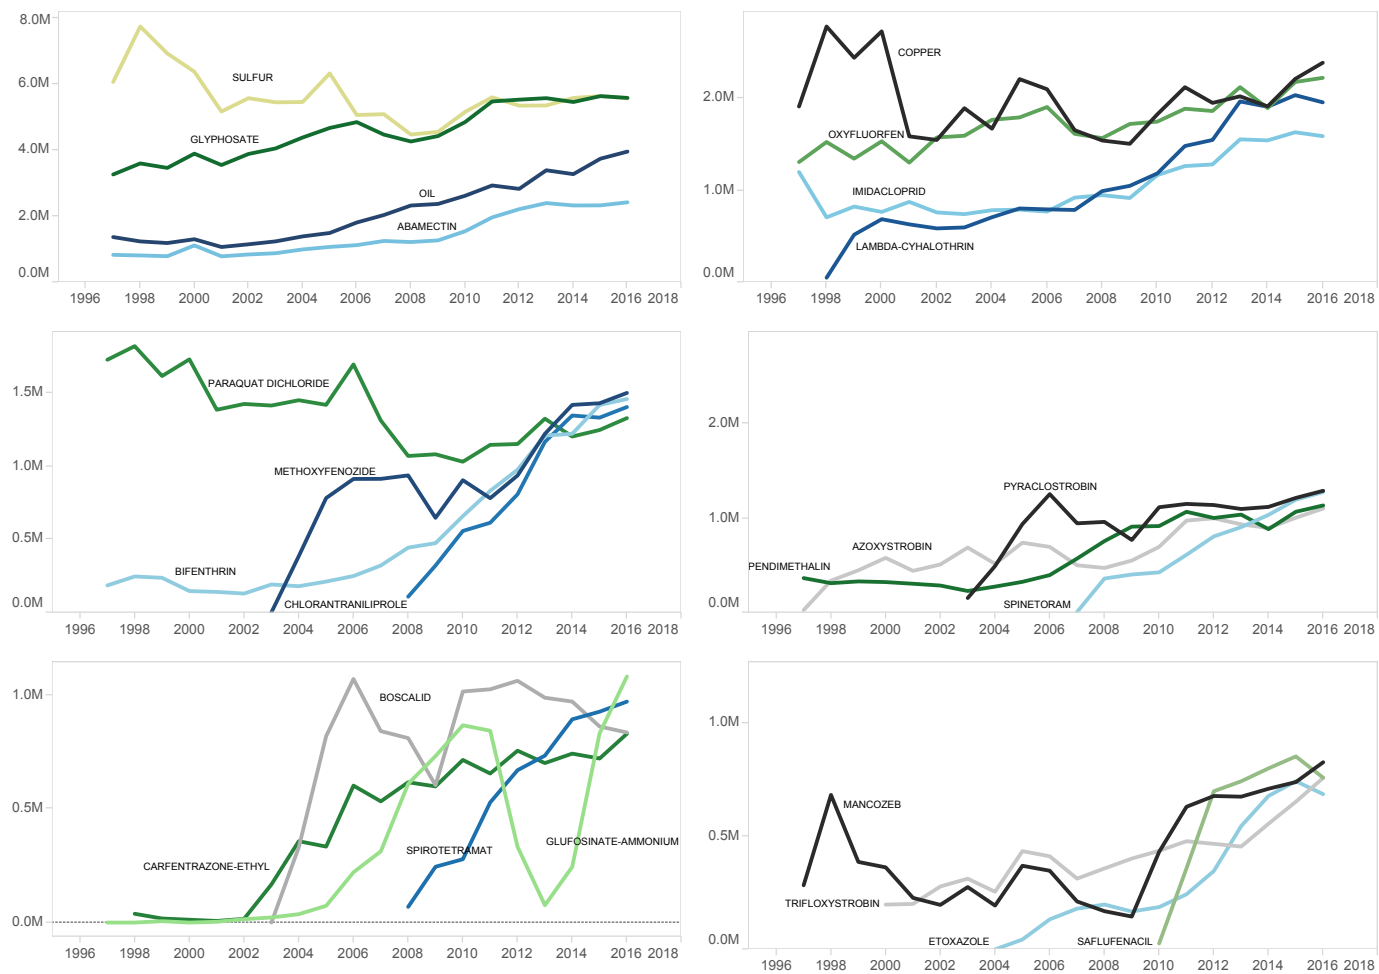 8.0M
6.0M
4.0M
2.0M
0.0M
SULFUR
GLYPHOSATE
OIL
ABAMECTIN
1996 1998 2000 2002 2004 2006 2008 2010 2012 2014 2016 2018
2.0M
1.0M
0.0M
COPPER
OXYFLUORFEN
IMIDACLOPRID
LAMBDA-CYHALOTHRIN
1996 1998 2000 2002 2004 2006 2008 2010 2012 2014 2016 2018
1.5M
1.0M
0.5M
0.0M
PARAQUAT DICHLORIDE
METHOXYFENOZIDE
BIFENTHRIN
CHLORANTRANILIPROLE
1996 1998 2000 2002 2004 2006 2008 2010 2012 2014 2016 2018
2.0M
1.0M
0.0M
PYRACLOSTROBIN
AZOXYSTROBIN
PENDIMETHALIN
SPINETORAM
1996 1998 2000 2002 2004 2006 2008 2010 2012 2014 2016 2018
1.0M
0.5M
0.0M
BOSCALID
GLUFOSINATE-AMMONIUM
SPIROTETRAMAT
CARFENTRAZONE-ETHYL
1996 1998 2000 2002 2004 2006 2008 2010 2012 2014 2016 2018
1.0M
0.5M
0.0M
MANCOZEB
TRIFLOXYSTROBIN
ETOXAZOLE
SAFLUFENACIL
1996 1998 2000 2002 2004 2006 2008 2010 2012 2014 2016 2018